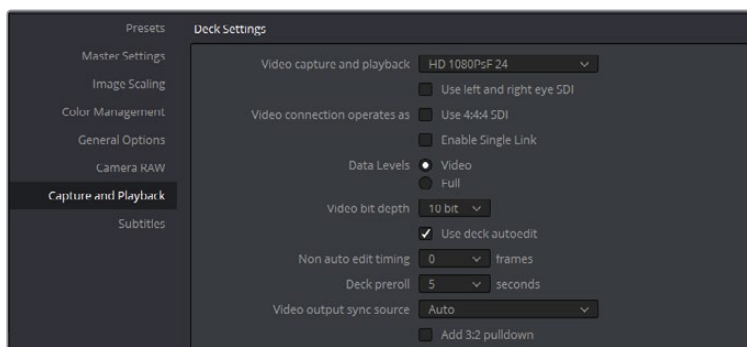 Presets
Master Settings
Image Scaling
Color Management
General Options
Camera RAW
Capture and Playback
Subtitles
Deck Settings
Video capture and playback HD 1080PsF 24
Use left and right eye SDI
Video connection operates as Use 4:4:4 SDI
Enable Single Link
Data Levels Video
Full
Video bit depth 10 bit
Use deck autoedit
Non auto edit timing 0 frames
Deck preroll 5 seconds
Video output sync source Auto
Add 3:2 pulldown